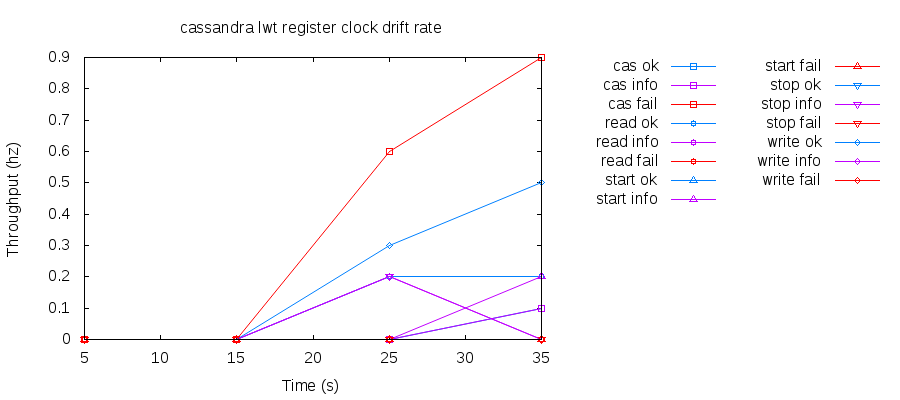 cassandra lwt register clock drift rate
Throughput (hz)
0.9
0.8
0.7
0.6
0.5
0.4
0.3
0.2
0.1
0
5 10 15 20 25 30 35
Time (s)
cas ok
cas info
cas fail
read ok
read info
read fail
start ok
start info
start fail
stop ok
stop info
stop fail
write ok
write info
write fail